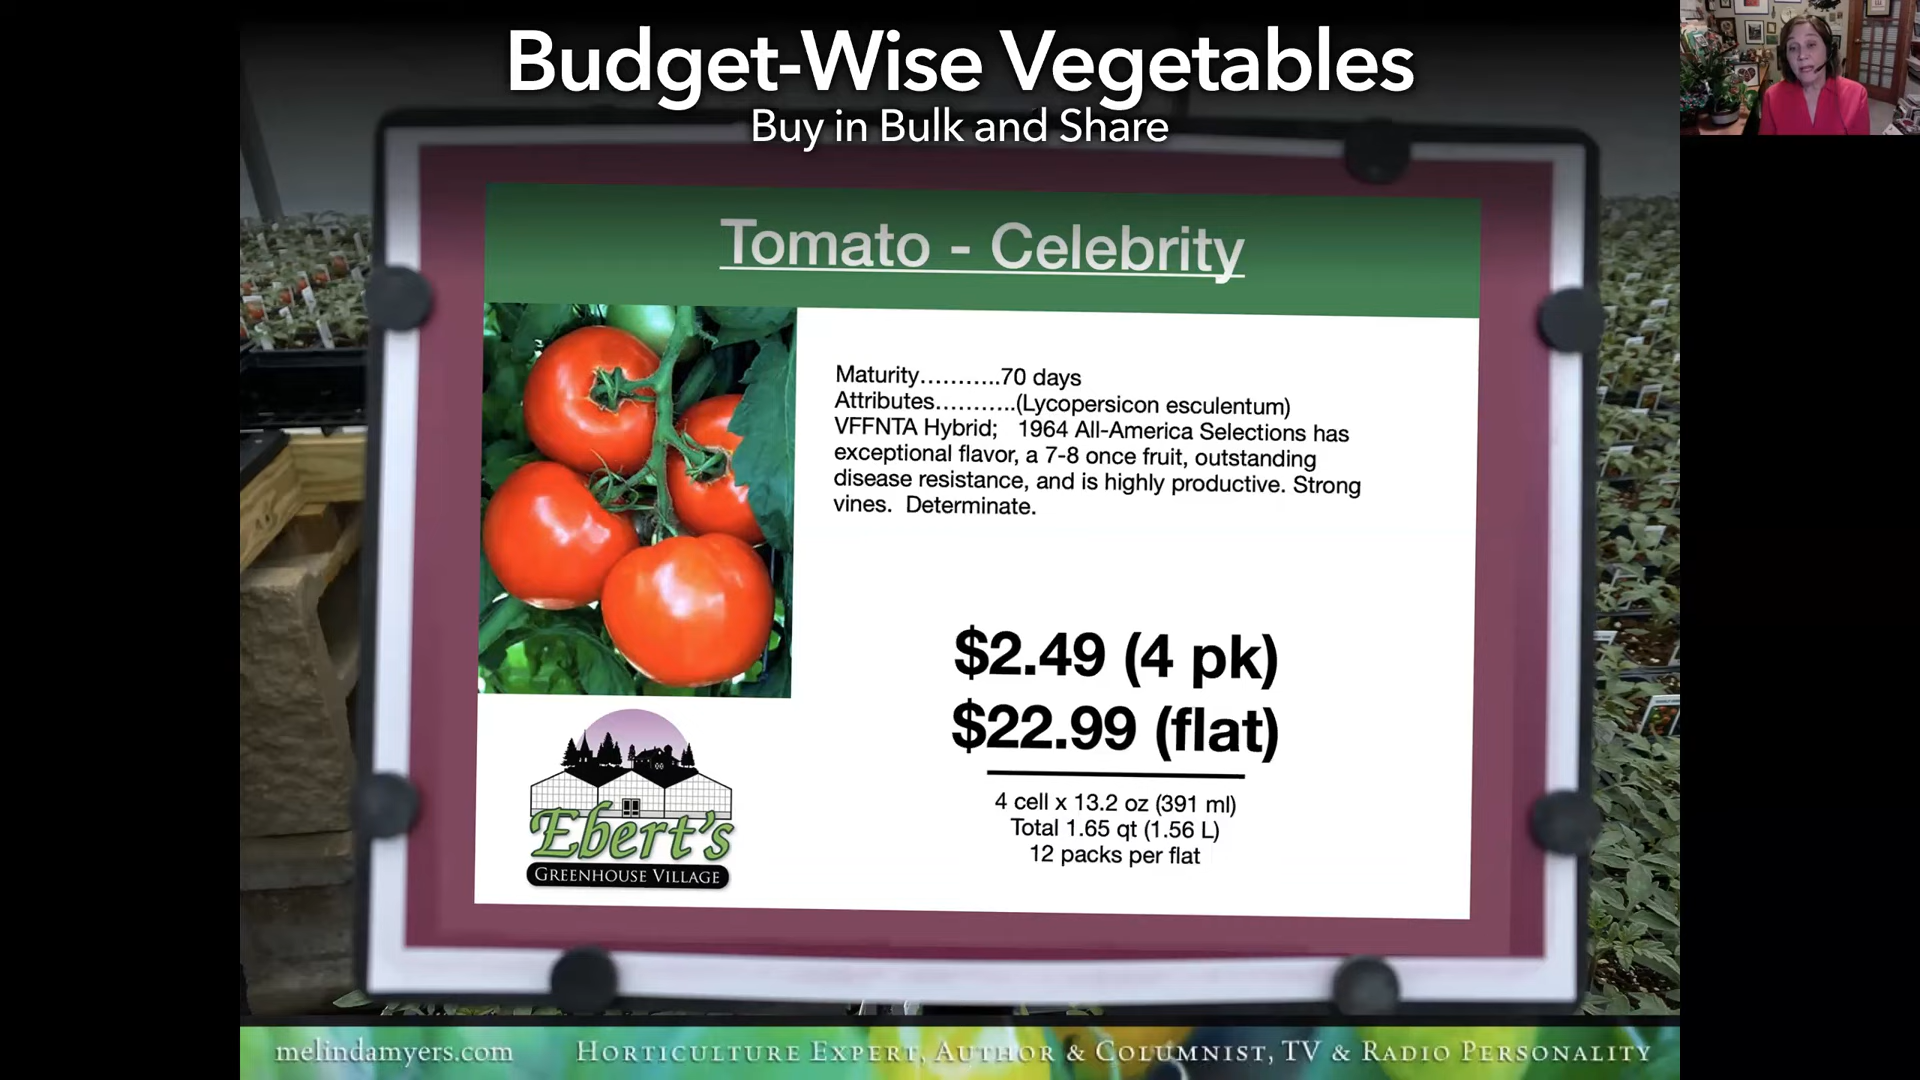 Budget-Wise Vegetables
Buy in Bulk and Share
Tomato - Celebrity
Maturity...........70 days
Attributes...........(Lycopersicon esculentum)
VFFNTA Hybrid; 1964 All-America Selections has
exceptional flavor, a 7-8 once fruit, outstanding
disease resistance, and is highly productive. Strong
vines. Determinate.
$2.49 (4 pk)
$22.99 (flat)
4 cell x 13.2 oz (391 ml)
Total 1.65 qt (1.56 L)
12 packs per flat
Ebert's
GREENHOUSE VILLAGE
melindamyers.com HORTICULTURE EXPERT, AUTHOR & COLUMNIST, TV & RADIO PERSONALITY